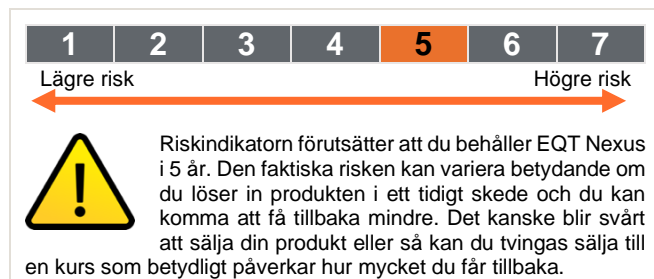 1 2 3 4 5 6 7
Lägre risk Högre risk
Riskindikatorn förutsätter att du behåller EQT Nexus
i 5 år. Den faktiska risken kan variera betydande om
du löser in produkten i ett tidigt skede och du kan
komma att få tillbaka mindre. Det kanske blir svårt
att sälja din produkt eller så kan du tvingas sälja till
en kurs som betydligt påverkar hur mycket du får tillbaka.